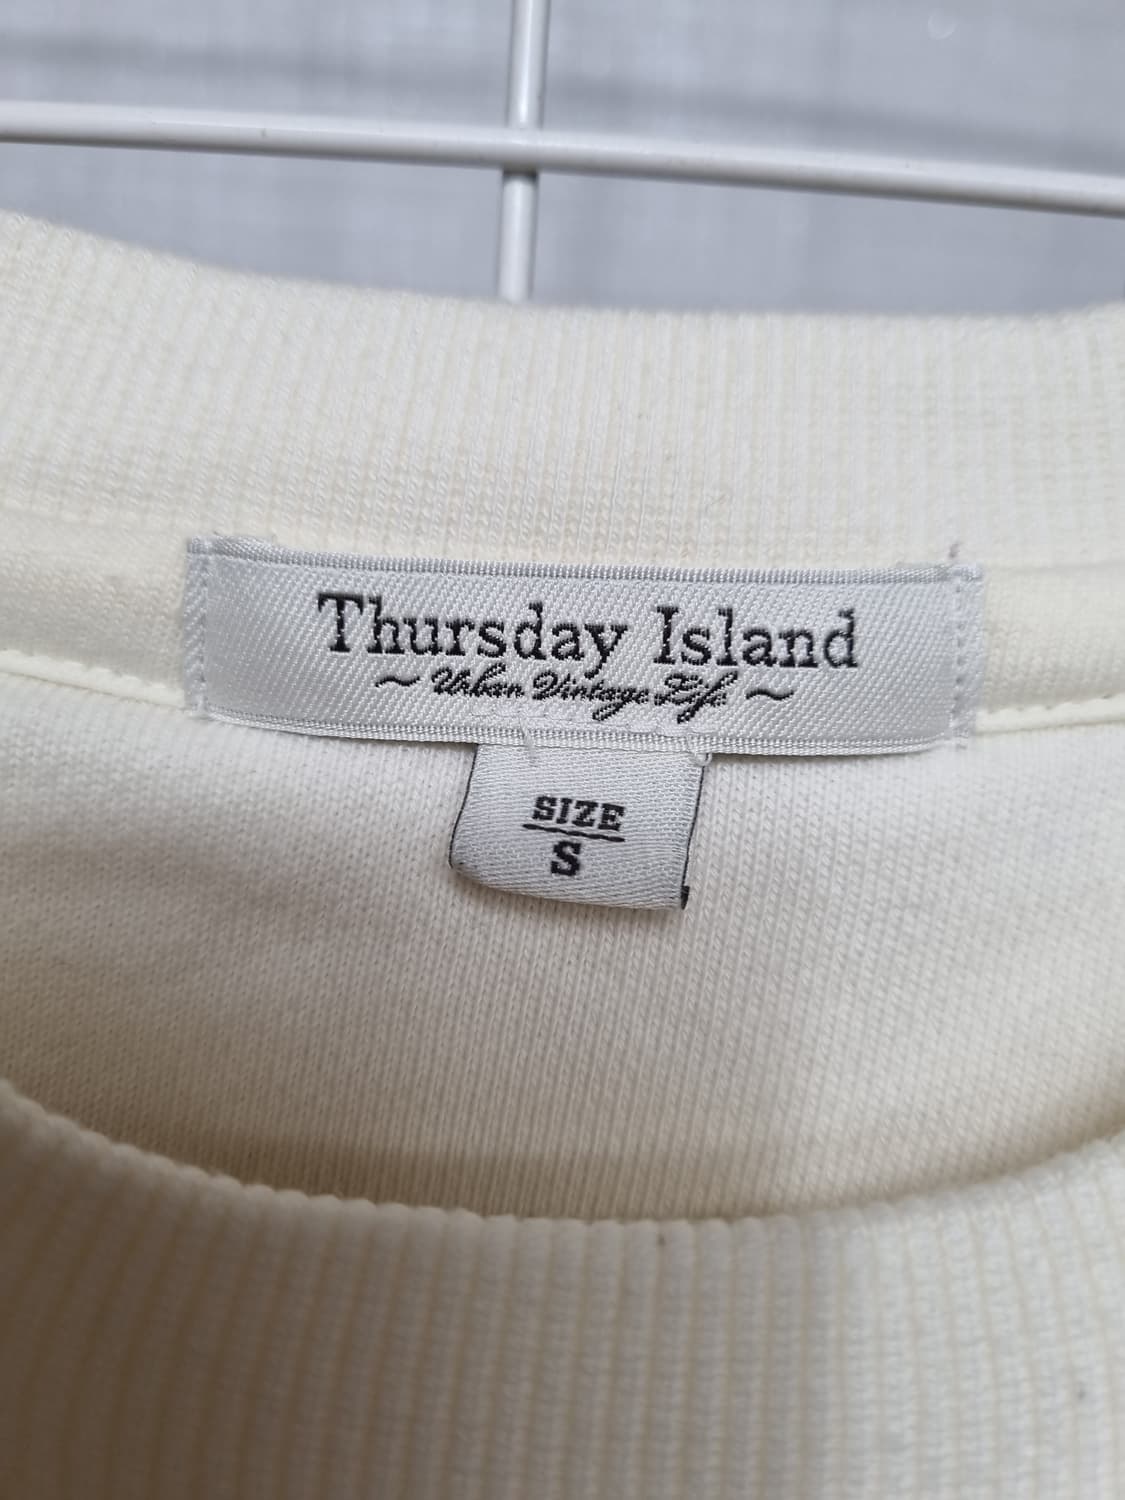 Thursday Island
~ Urban Vintage Life ~
SIZE
S